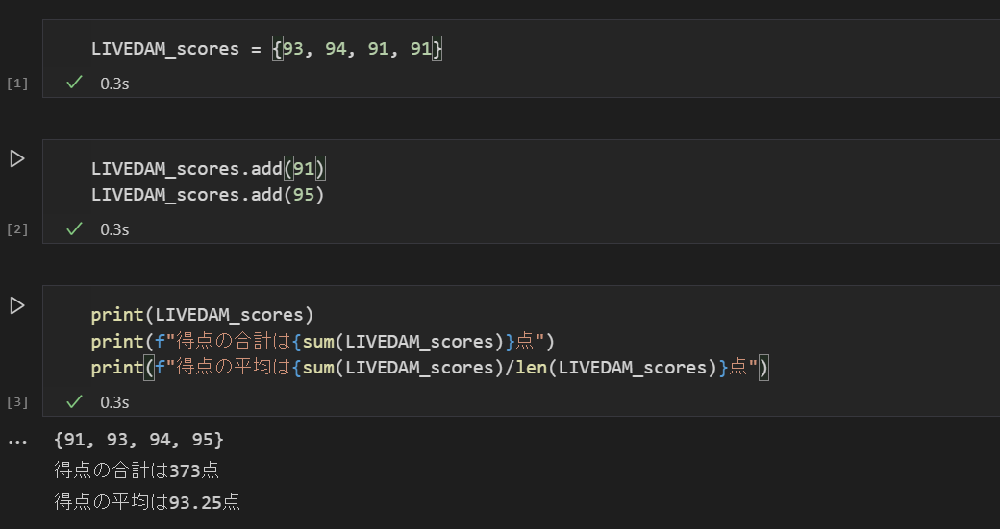 LIVEDAM_scores = {93, 94, 91, 91}
[1]
0.3s
LIVEDAM_scores.add(91)
LIVEDAM_scores.add(95)
[2]
0.3s
print(LIVEDAM_scores)
print(f"得点の合計は{sum(LIVEDAM_scores)}点")
print(f"得点の平均は{sum(LIVEDAM_scores)/len(LIVEDAM_scores)}点")
[3]
0.3s
... {91, 93, 94, 95}
得点の合計は373点
得点の平均は93.25点